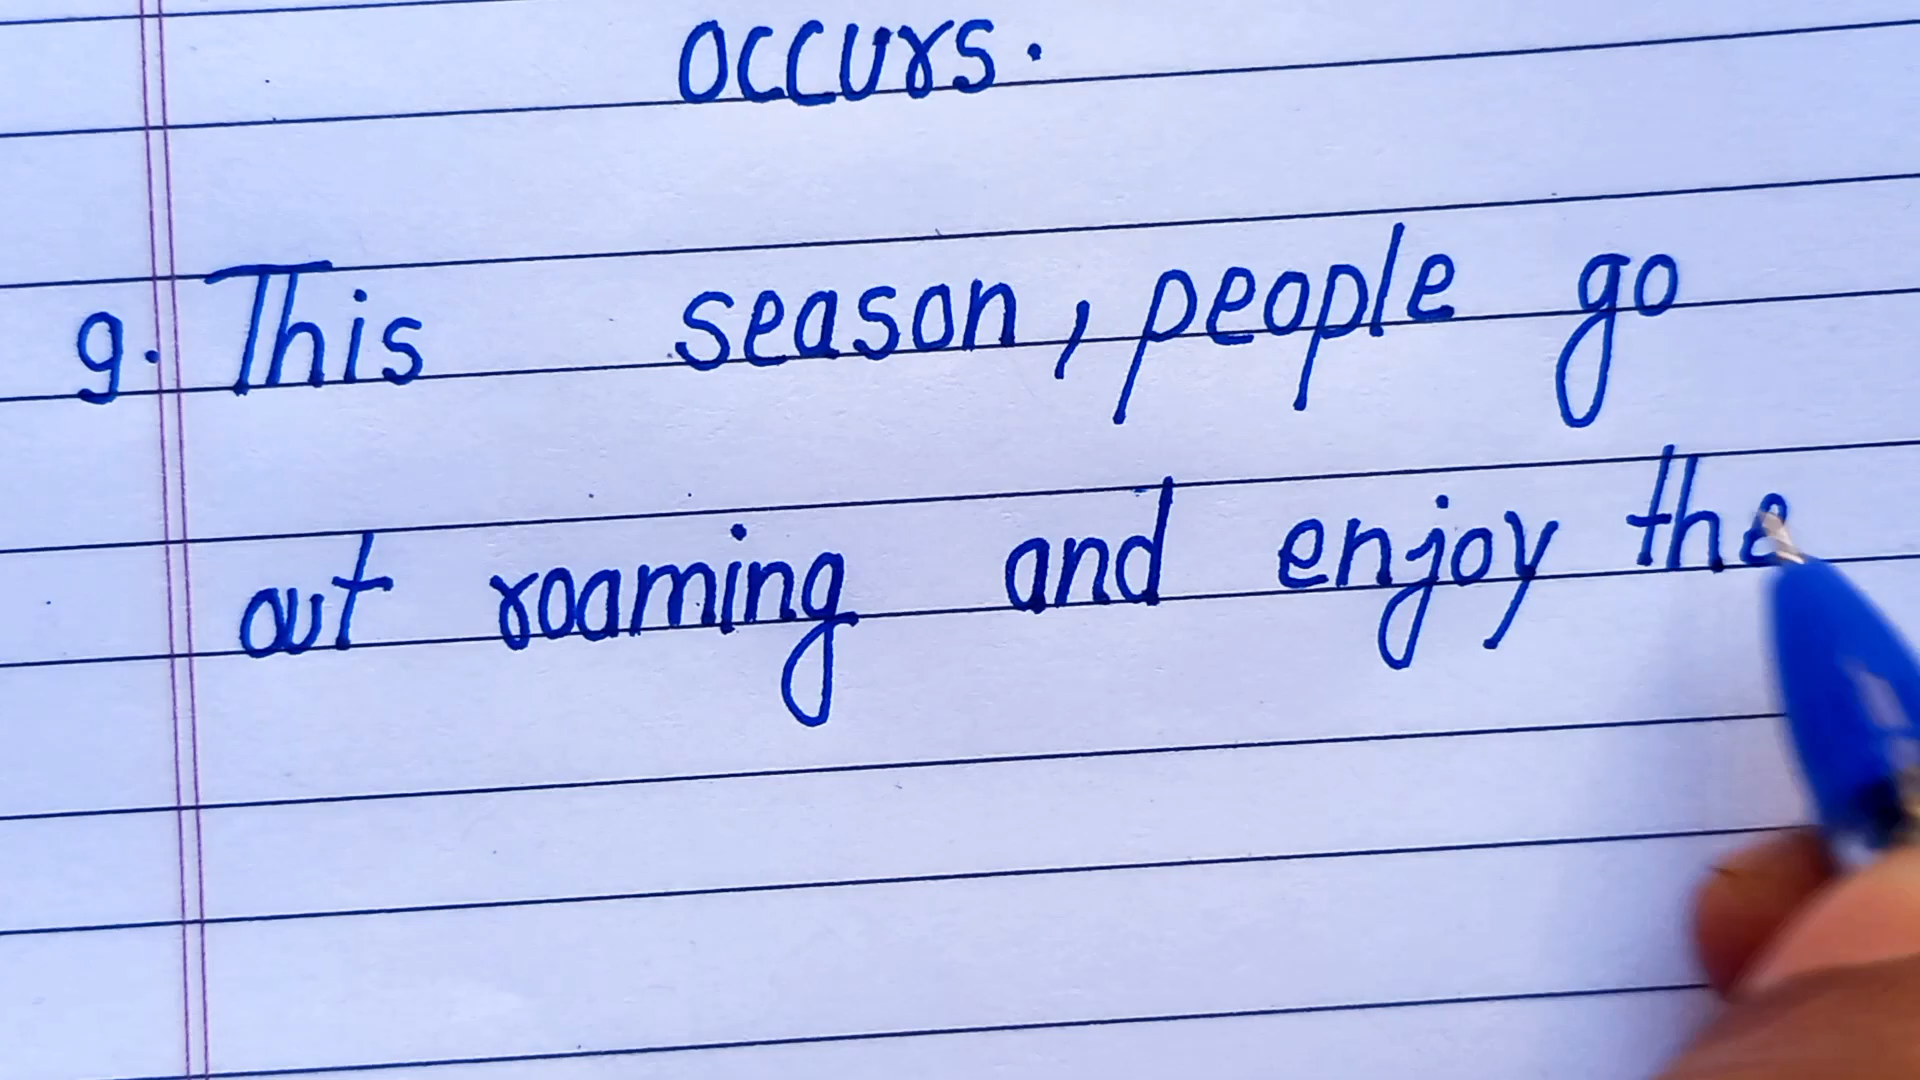 occurs.
9. This season, people go
out roaming and enjoy the